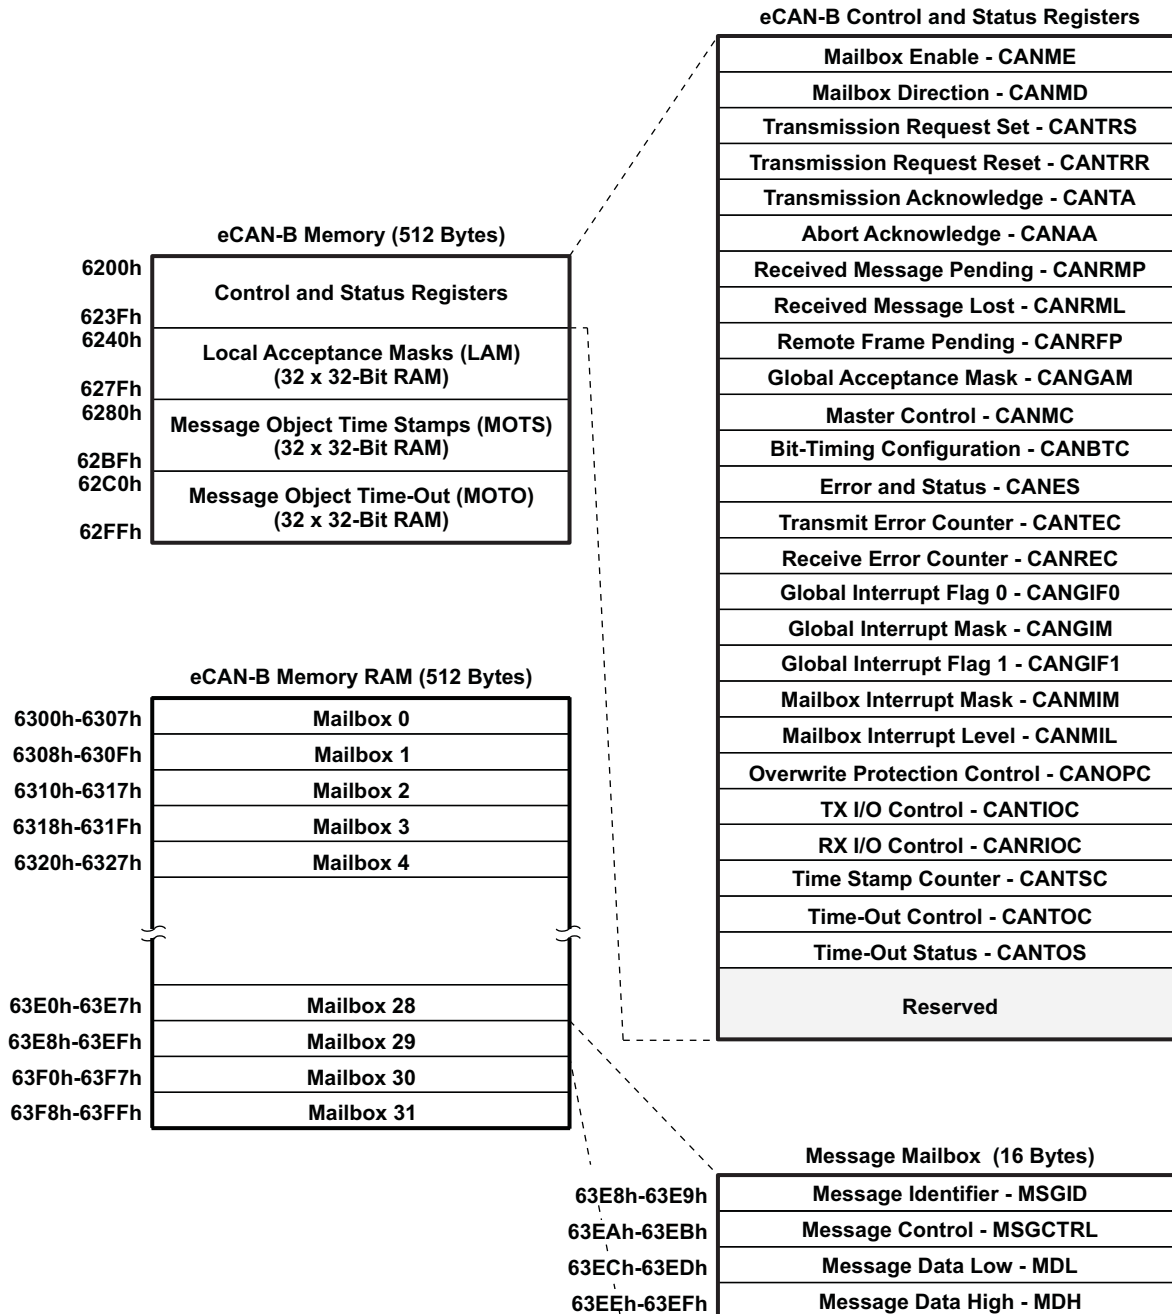 eCAN-B Control and Status Registers
Mailbox Enable - CANME
Mailbox Direction - CANMD
Transmission Request Set - CANTRS
Transmission Request Reset - CANTRR
Transmission Acknowledge - CANTA
Abort Acknowledge - CANAA
Received Message Pending - CANRMP
Received Message Lost - CANRML
Remote Frame Pending - CANRFP
Global Acceptance Mask - CANGAM
Master Control - CANMC
Bit-Timing Configuration - CANBTC
Error and Status - CANES
Transmit Error Counter - CANTEC
Receive Error Counter - CANREC
Global Interrupt Flag 0 - CANGIF0
Global Interrupt Mask - CANGIM
Global Interrupt Flag 1 - CANGIF1
Mailbox Interrupt Mask - CANMIM
Mailbox Interrupt Level - CANMIL
Overwrite Protection Control - CANOPC
TX I/O Control - CANTIOC
RX I/O Control - CANRIOC
Time Stamp Counter - CANTSC
Time-Out Control - CANTOC
Time-Out Status - CANTOS
Reserved
eCAN-B Memory (512 Bytes)
6200h
Control and Status Registers
623Fh
6240h
Local Acceptance Masks (LAM)
(32 x 32-Bit RAM)
627Fh
6280h
Message Object Time Stamps (MOTS)
(32 x 32-Bit RAM)
62BFh
62C0h
Message Object Time-Out (MOTO)
(32 x 32-Bit RAM)
62FFh
eCAN-B Memory RAM (512 Bytes)
6300h-6307h Mailbox 0
6308h-630Fh Mailbox 1
6310h-6317h Mailbox 2
6318h-631Fh Mailbox 3
6320h-6327h Mailbox 4
63E0h-63E7h Mailbox 28
63E8h-63EFh Mailbox 29
63F0h-63F7h Mailbox 30
63F8h-63FFh Mailbox 31
Message Mailbox (16 Bytes)
63E8h-63E9h Message Identifier - MSGID
63EAh-63EBh Message Control - MSGCTRL
63ECh-63EDh Message Data Low - MDL
63EEh-63EFh Message Data High - MDH